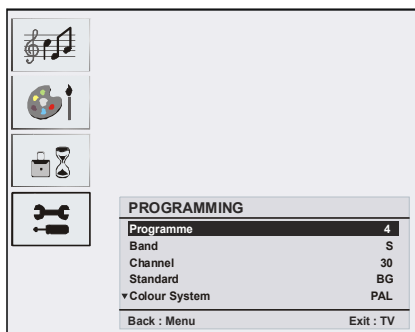 PROGRAMMING
Programme 4
Band S
Channel 30
Standard BG
▾Colour System PAL
Back : Menu Exit : TV